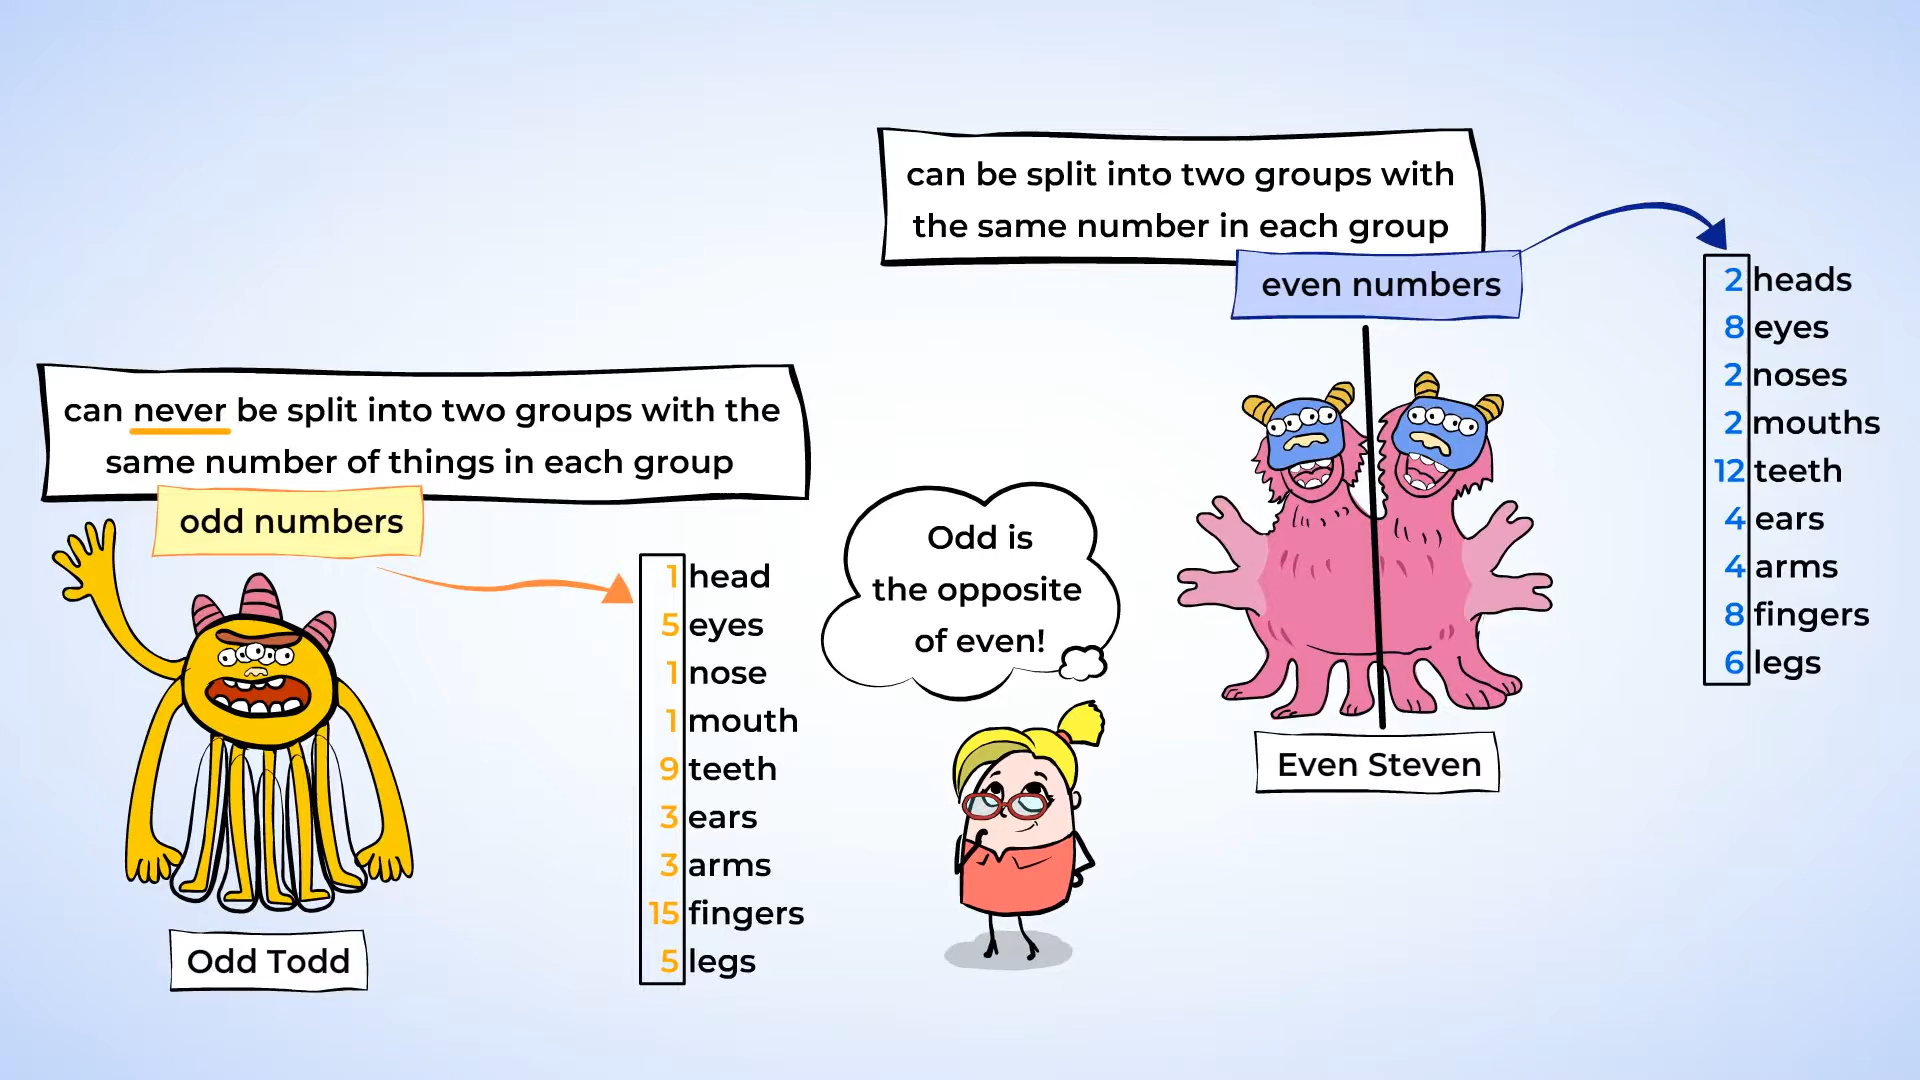 can be split into two groups with
the same number in each group
even numbers
2 heads
8 eyes
2 noses
2 mouths
12 teeth
4 ears
4 arms
8 fingers
6 legs
Even Steven
can never be split into two groups with the
same number of things in each group
odd numbers
1 head
5 eyes
1 nose
1 mouth
9 teeth
3 ears
3 arms
15 fingers
5 legs
Odd Todd
Odd is
the opposite
of even!